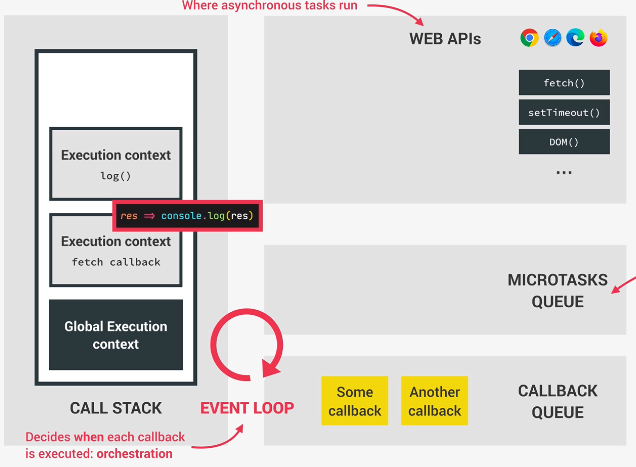 Where asynchronous tasks run
WEB APIs
fetch()
setTimeout()
DOM()
...
Execution context
log()
res => console.log(res)
Execution context
fetch callback
Global Execution
context
MICROTASKS
QUEUE
CALL STACK
EVENT LOOP
Some
callback
Another
callback
CALLBACK
QUEUE
Decides when each callback
is executed: orchestration